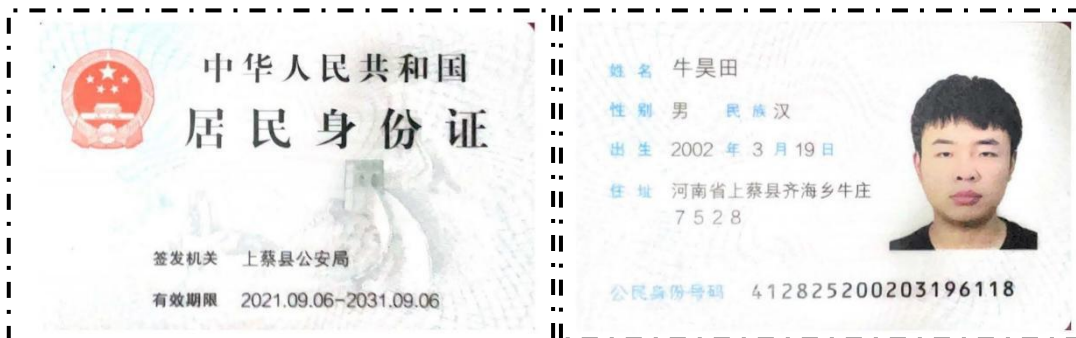 中华人民共和国
居民身份证
签发机关 上蔡县公安局
有效期限 2021.09.06-2031.09.06
姓名 牛昊田
性别 男 民族 汉
出生 2002 年 3 月 19 日
住址 河南省上蔡县齐海乡牛庄
7528
公民身份号码 412825200203196118